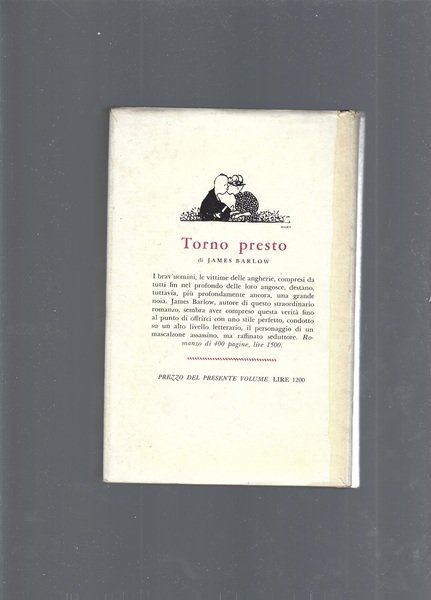 Torno presto
di JAMES BARLOW
I brav'uomini, le vittime delle angherie, compresi da
tutti fin nel profondo delle loro angosce, destano,
tuttavia, più profondamente ancora, una grande
noia. James Barlow, autore di questo straordinario
romanzo, sembra aver compreso questa verità fino
al punto di offrirci con uno stile perfetto, condotto
su un alto livello letterario, il personaggio di un
mascalzone assassino, ma raffinato seduttore. Ro-
manzo di 400 pagine, lire 1500.
PREZZO DEL PRESENTE VOLUME LIRE 1200